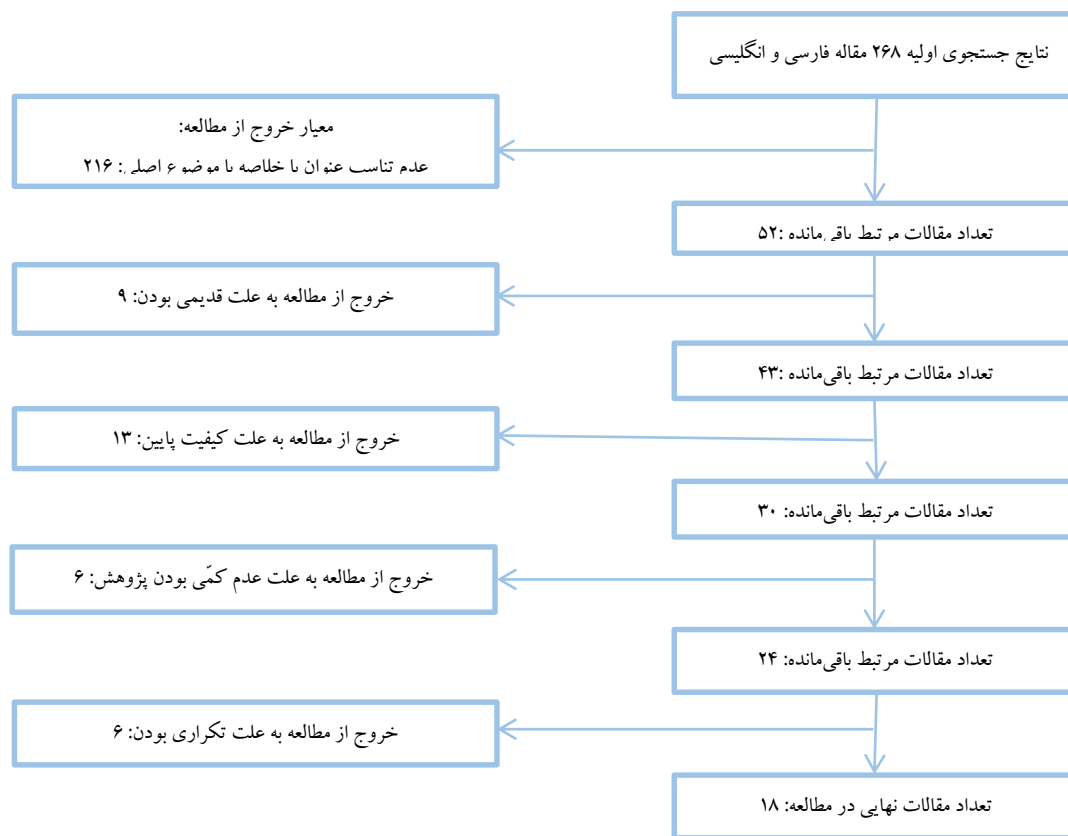 نتایج جستجوی اولیه ۲۶۸ مقاله فارسی و انگلیسی
معیار خروج از مطالعه:
عدم تناسب عنوان یا خلاصه با موضوع اصلی: ۲۱۶
تعداد مقالات مرتبط باقی‌مانده :۵۲
خروج از مطالعه به علت قدیمی بودن: ۹
تعداد مقالات مرتبط باقی‌مانده :۴۳
خروج از مطالعه به علت کیفیت پایین: ۱۳
تعداد مقالات مرتبط باقی‌مانده: ۳۰
خروج از مطالعه به علت عدم کمّی بودن پژوهش: ۶
تعداد مقالات مرتبط باقی‌مانده: ۲۴
خروج از مطالعه به علت تکراری بودن: ۶
تعداد مقالات نهایی در مطالعه: ۱۸